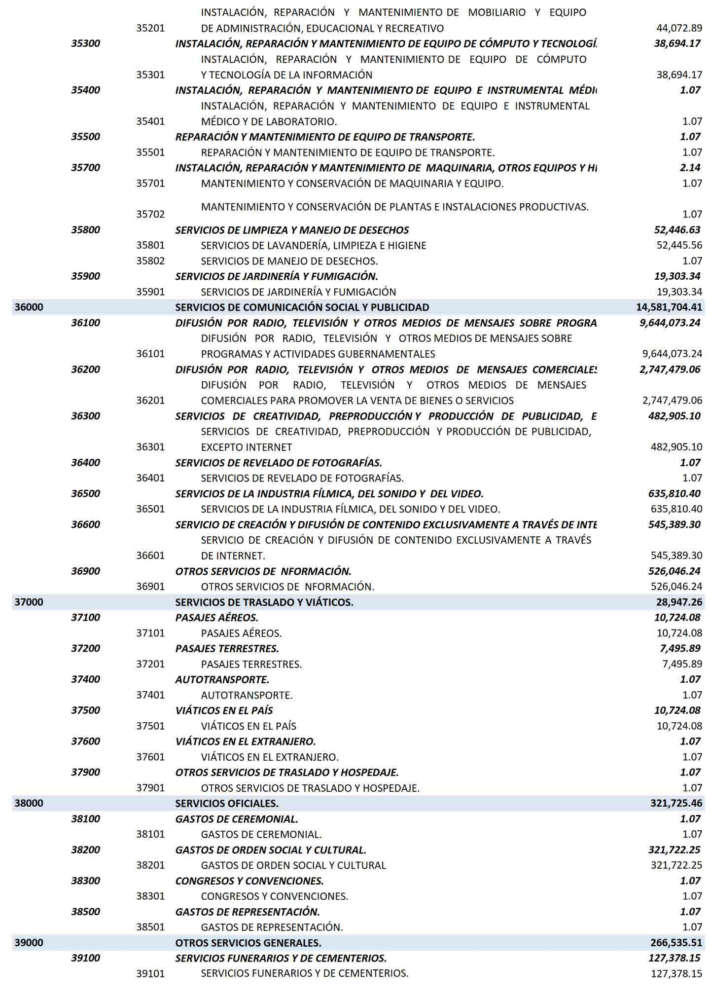 INSTALACIÓN, REPARACIÓN Y MANTENIMIENTO DE MOBILIARIO Y EQUIPO
35201 DE ADMINISTRACIÓN, EDUCACIONAL Y RECREATIVO 44,072.89
35300 INSTALACIÓN, REPARACIÓN Y MANTENIMIENTO DE EQUIPO DE CÓMPUTO Y TECNOLOGÍ 38,694.17
INSTALACIÓN, REPARACIÓN Y MANTENIMIENTO DE EQUIPO DE CÓMPUTO
35301 Y TECNOLOGÍA DE LA INFORMACIÓN 38,694.17
35400 INSTALACIÓN, REPARACIÓN Y MANTENIMIENTO DE EQUIPO E INSTRUMENTAL MÉDI 1.07
INSTALACIÓN, REPARACIÓN Y MANTENIMIENTO DE EQUIPO E INSTRUMENTAL
35401 MÉDICO Y DE LABORATORIO. 1.07
35500 REPARACIÓN Y MANTENIMIENTO DE EQUIPO DE TRANSPORTE. 1.07
35501 REPARACIÓN Y MANTENIMIENTO DE EQUIPO DE TRANSPORTE. 1.07
35700 INSTALACIÓN, REPARACIÓN Y MANTENIMIENTO DE MAQUINARIA, OTROS EQUIPOS Y HE 2.14
35701 MANTENIMIENTO Y CONSERVACIÓN DE MAQUINARIA Y EQUIPO. 1.07
35702 MANTENIMIENTO Y CONSERVACIÓN DE PLANTAS E INSTALACIONES PRODUCTIVAS. 1.07
35800 SERVICIOS DE LIMPIEZA Y MANEJO DE DESECHOS 52,446.63
35801 SERVICIOS DE LAVANDERÍA, LIMPIEZA E HIGIENE 52,445.56
35802 SERVICIOS DE MANEJO DE DESECHOS. 1.07
35900 SERVICIOS DE JARDINERÍA Y FUMIGACIÓN. 19,303.34
35901 SERVICIOS DE JARDINERÍA Y FUMIGACIÓN 19,303.34
36000 SERVICIOS DE COMUNICACIÓN SOCIAL Y PUBLICIDAD 14,581,704.41
36100 DIFUSIÓN POR RADIO, TELEVISIÓN Y OTROS MEDIOS DE MENSAJES SOBRE PROGRA 9,644,073.24
DIFUSIÓN POR RADIO, TELEVISIÓN Y OTROS MEDIOS DE MENSAJES SOBRE
36101 PROGRAMAS Y ACTIVIDADES GUBERNAMENTALES 9,644,073.24
36200 DIFUSIÓN POR RADIO, TELEVISIÓN Y OTROS MEDIOS DE MENSAJES COMERCIALES 2,747,479.06
DIFUSIÓN POR RADIO, TELEVISIÓN Y OTROS MEDIOS DE MENSAJES
36201 COMERCIALES PARA PROMOVER LA VENTA DE BIENES O SERVICIOS 2,747,479.06
36300 SERVICIOS DE CREATIVIDAD, PREPRODUCCIÓN Y PRODUCCIÓN DE PUBLICIDAD, E 482,905.10
SERVICIOS DE CREATIVIDAD, PREPRODUCCIÓN Y PRODUCCIÓN DE PUBLICIDAD,
36301 EXCEPTO INTERNET 482,905.10
36400 SERVICIOS DE REVELADO DE FOTOGRAFÍAS. 1.07
36401 SERVICIOS DE REVELADO DE FOTOGRAFÍAS. 1.07
36500 SERVICIOS DE LA INDUSTRIA FÍLMICA, DEL SONIDO Y DEL VIDEO. 635,810.40
36501 SERVICIOS DE LA INDUSTRIA FÍLMICA, DEL SONIDO Y DEL VIDEO. 635,810.40
36600 SERVICIO DE CREACIÓN Y DIFUSIÓN DE CONTENIDO EXCLUSIVAMENTE A TRAVÉS DE INTE 545,389.30
SERVICIO DE CREACIÓN Y DIFUSIÓN DE CONTENIDO EXCLUSIVAMENTE A TRAVÉS
36601 DE INTERNET. 545,389.30
36900 OTROS SERVICIOS DE NFORMACIÓN. 526,046.24
36901 OTROS SERVICIOS DE NFORMACIÓN. 526,046.24
37000 SERVICIOS DE TRASLADO Y VIÁTICOS. 28,947.26
37100 PASAJES AÉREOS. 10,724.08
37101 PASAJES AÉREOS. 10,724.08
37200 PASAJES TERRESTRES. 7,495.89
37201 PASAJES TERRESTRES. 7,495.89
37400 AUTOTRANSPORTE. 1.07
37401 AUTOTRANSPORTE. 1.07
37500 VIÁTICOS EN EL PAÍS 10,724.08
37501 VIÁTICOS EN EL PAÍS 10,724.08
37600 VIÁTICOS EN EL EXTRANJERO. 1.07
37601 VIÁTICOS EN EL EXTRANJERO. 1.07
37900 OTROS SERVICIOS DE TRASLADO Y HOSPEDAJE. 1.07
37901 OTROS SERVICIOS DE TRASLADO Y HOSPEDAJE. 1.07
38000 SERVICIOS OFICIALES. 321,725.46
38100 GASTOS DE CEREMONIAL. 1.07
38101 GASTOS DE CEREMONIAL. 1.07
38200 GASTOS DE ORDEN SOCIAL Y CULTURAL. 321,722.25
38201 GASTOS DE ORDEN SOCIAL Y CULTURAL 321,722.25
38300 CONGRESOS Y CONVENCIONES. 1.07
38301 CONGRESOS Y CONVENCIONES. 1.07
38500 GASTOS DE REPRESENTACIÓN. 1.07
38501 GASTOS DE REPRESENTACIÓN. 1.07
39000 OTROS SERVICIOS GENERALES. 266,535.51
39100 SERVICIOS FUNERARIOS Y DE CEMENTERIOS. 127,378.15
39101 SERVICIOS FUNERARIOS Y DE CEMENTERIOS. 127,378.15